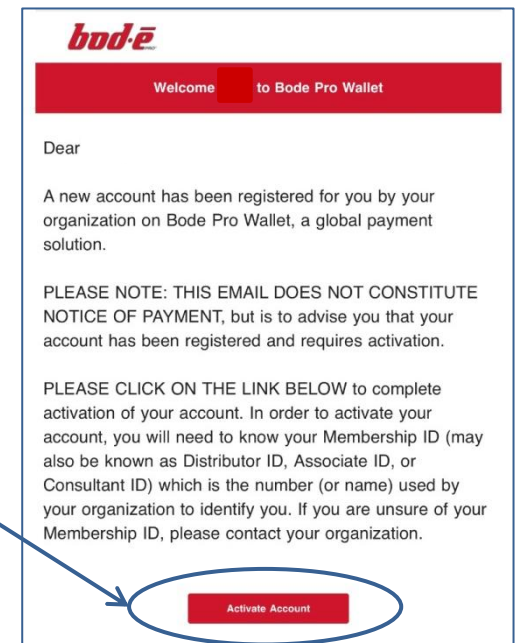 bod·ē
Welcome to Bode Pro Wallet
Dear
A new account has been registered for you by your
organization on Bode Pro Wallet, a global payment
solution.
PLEASE NOTE: THIS EMAIL DOES NOT CONSTITUTE
NOTICE OF PAYMENT, but is to advise you that your
account has been registered and requires activation.
PLEASE CLICK ON THE LINK BELOW to complete
activation of your account. In order to activate your
account, you will need to know your Membership ID (may
also be known as Distributor ID, Associate ID, or
Consultant ID) which is the number (or name) used by
your organization to identify you. If you are unsure of your
Membership ID, please contact your organization.
Activate Account